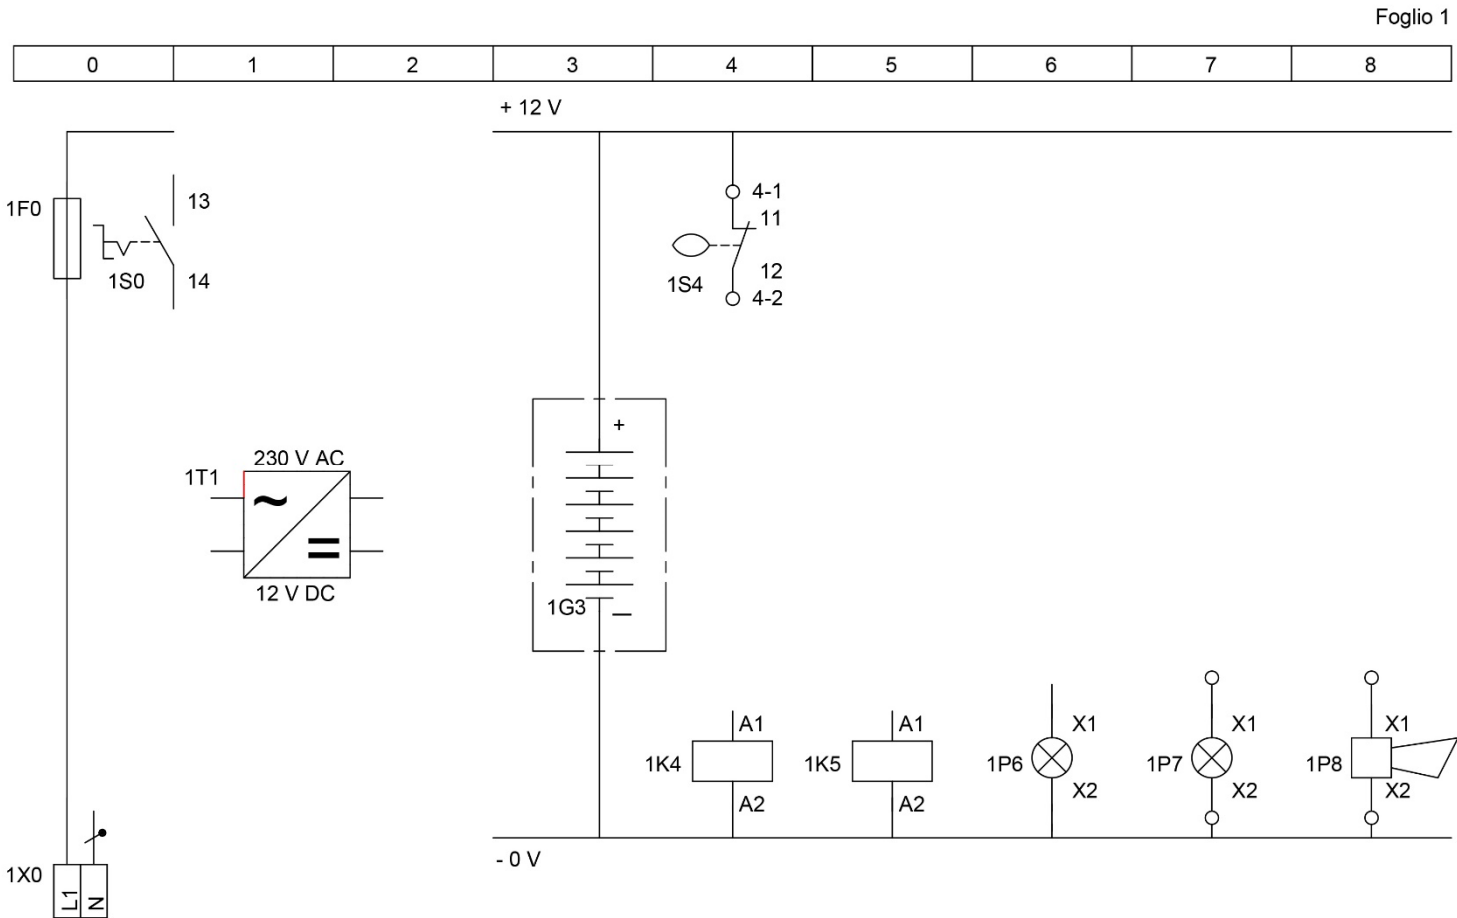 Foglio 1
0 1 2 3 4 5 6 7 8
+ 12 V
1F0
13
4-1
11
1S0
14
1S4
12
4-2
+
1T1
230 V AC
~
=
12 V DC
1G3
–
A1
A1
X1
X1
X1
1K4
1K5
1P6
1P7
1P8
A2
A2
X2
X2
X2
- 0 V
1X0
L1
N